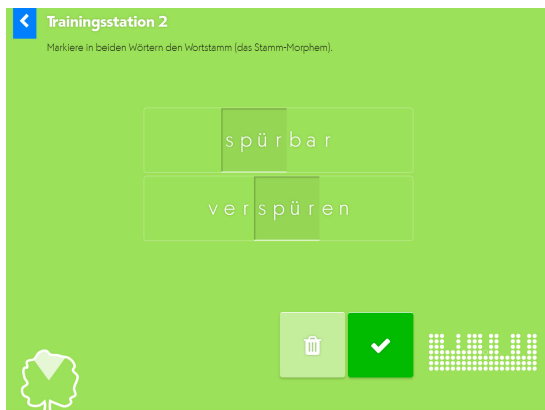 Trainingsstation 2
Markiere in beiden Wörtern den Wortstamm (das Stamm-Morphem).
spürbar
verspüren